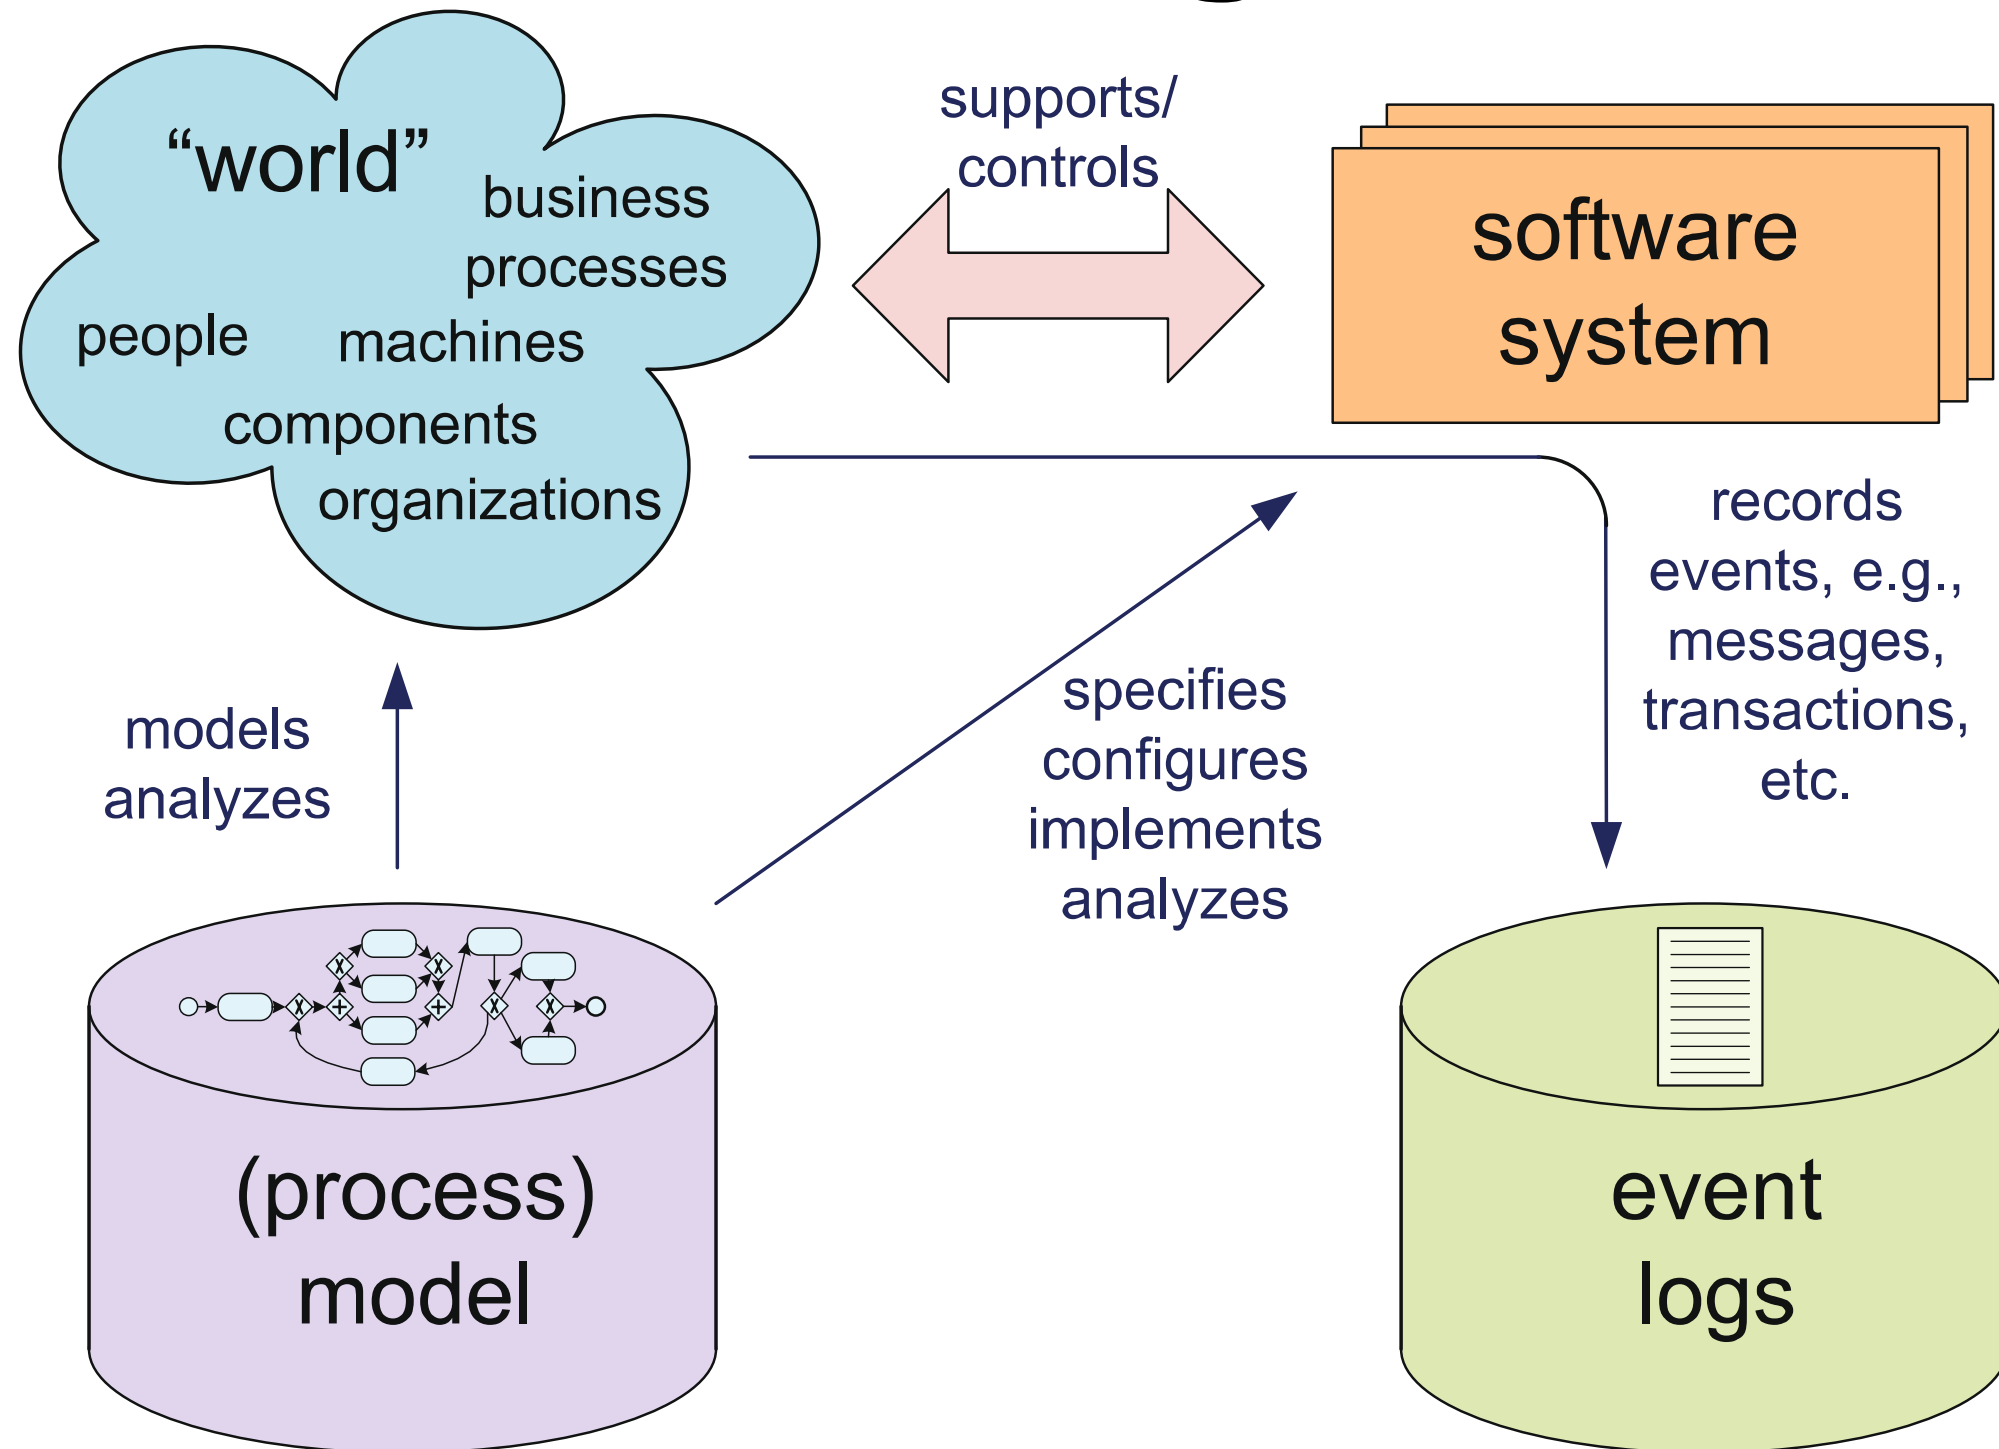 “world”
business
processes
people
machines
components
organizations
supports/
controls
software
system
records
events, e.g.,
messages,
transactions,
etc.
models
analyzes
specifies
configures
implements
analyzes
(process)
model
event
logs